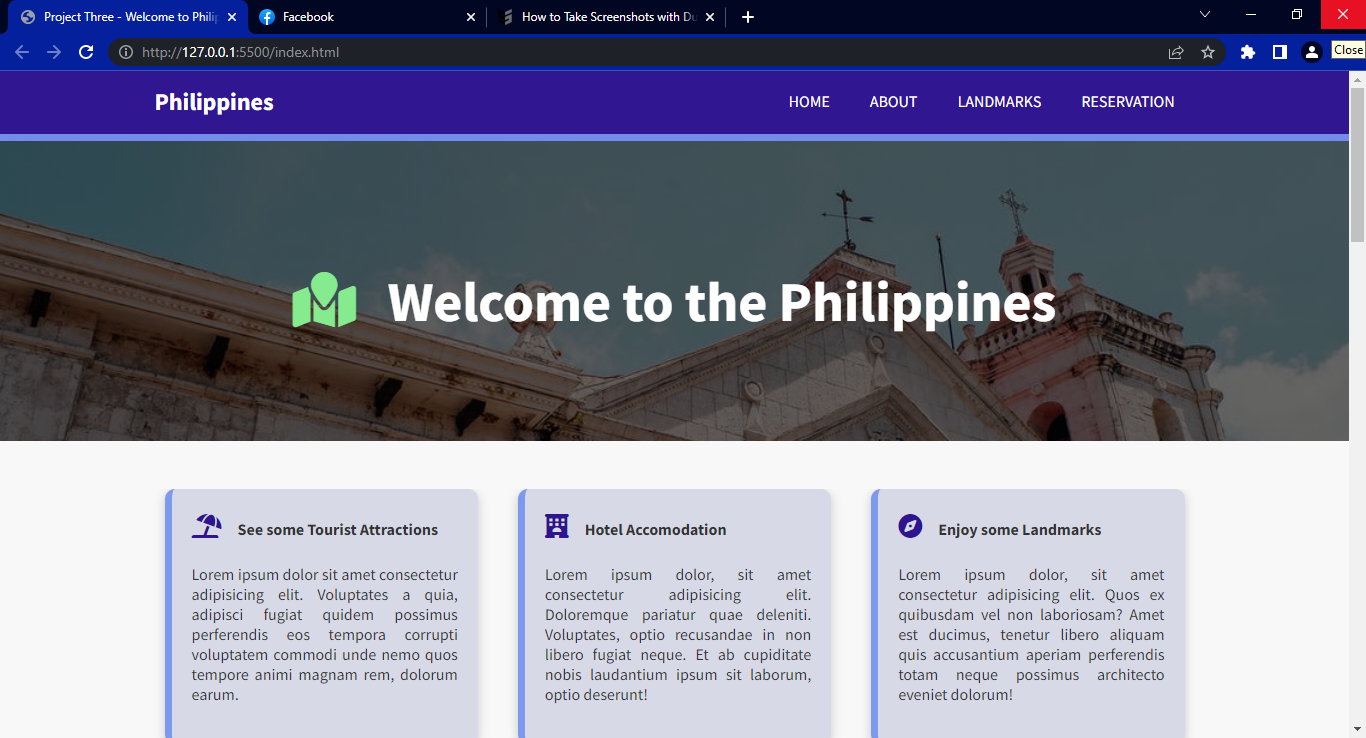 Project Three - Welcome to Philip
Facebook
How to Take Screenshots with Du
http://127.0.0.1:5500/index.html
Close
Philippines
HOME
ABOUT
LANDMARKS
RESERVATION
Welcome to the Philippines
See some Tourist Attractions
Lorem ipsum dolor sit amet consectetur
adipisicing elit. Voluptates a quia,
adipisci fugiat quidem possimus
perferendis eos tempora corrupti
voluptatem commodi unde nemo quos
tempore animi magnam rem, dolorum
earum.
Hotel Accomodation
Lorem ipsum dolor, sit amet
consectetur adipisicing elit.
Doloremque pariatur quae deleniti.
Voluptates, optio recusandae in non
libero fugiat neque. Et ab cupiditate
nobis laudantium ipsum sit laborum,
optio deserunt!
Enjoy some Landmarks
Lorem ipsum dolor, sit amet
consectetur adipisicing elit. Quos ex
quibusdam vel non laboriosam? Amet
est ducimus, tenetur libero aliquam
quis accusantium aperiam perferendis
totam neque possimus architecto
eveniet dolorum!